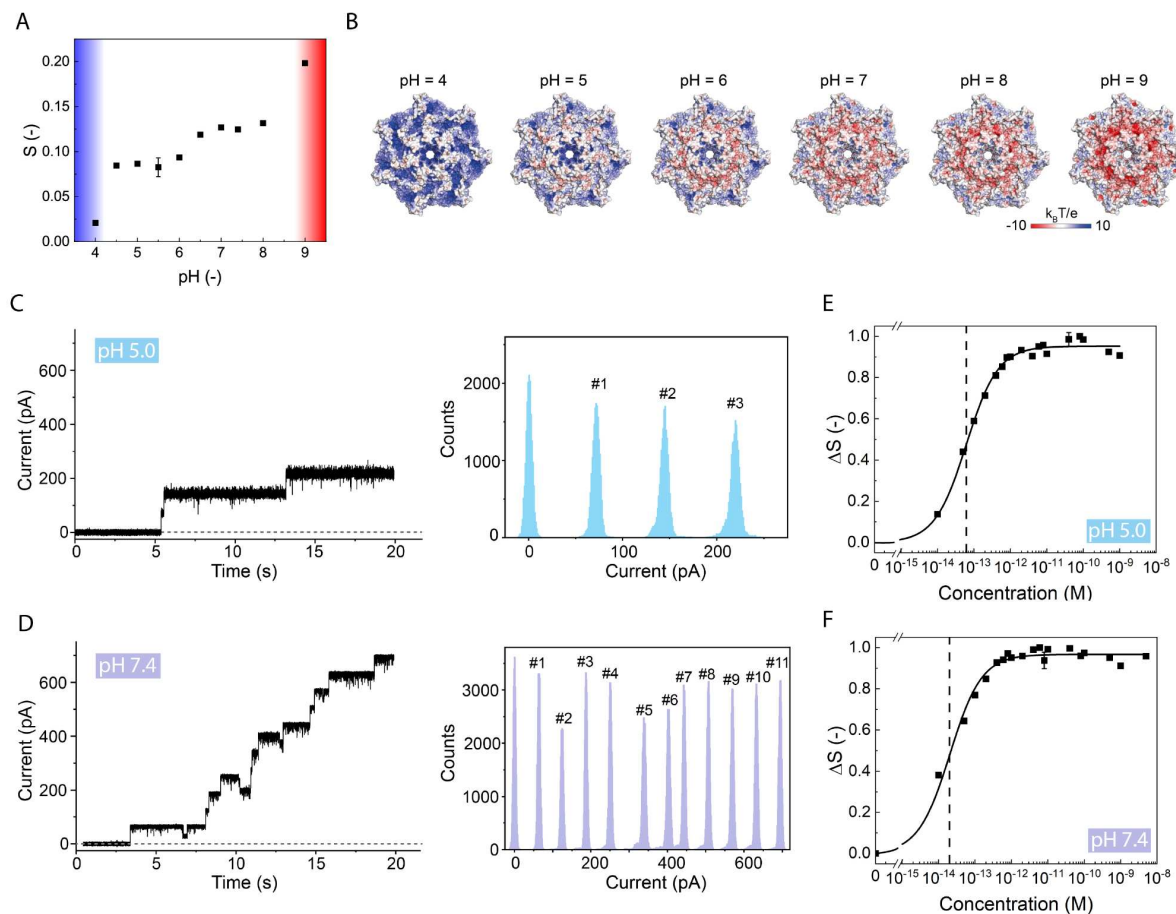 A
S (-)
0.20
0.15
0.10
0.05
0.00
4 5 6 7 8 9
pH (-)
B
pH = 4 pH = 5 pH = 6 pH = 7 pH = 8 pH = 9
k_BT/e
-10 10
C
pH 5.0
Current (pA)
600
400
200
0
0 5 10 15 20
Time (s)
Counts
2000
1000
0
#1 #2 #3
0 100 200
Current (pA)
E
ΔS (-)
1.0
0.8
0.6
0.4
0.2
0.0
pH 5.0
0 10⁻¹⁵ 10⁻¹⁴ 10⁻¹³ 10⁻¹² 10⁻¹¹ 10⁻¹⁰ 10⁻⁹ 10⁻⁸
Concentration (M)
D
pH 7.4
Current (pA)
600
400
200
0
0 5 10 15 20
Time (s)
Counts
3000
2000
1000
0
#1 #2 #3 #4 #5 #6 #7 #8 #9 #10 #11
0 200 400 600
Current (pA)
F
ΔS (-)
1.0
0.8
0.6
0.4
0.2
0.0
pH 7.4
0 10⁻¹⁵ 10⁻¹⁴ 10⁻¹³ 10⁻¹² 10⁻¹¹ 10⁻¹⁰ 10⁻⁹ 10⁻⁸
Concentration (M)